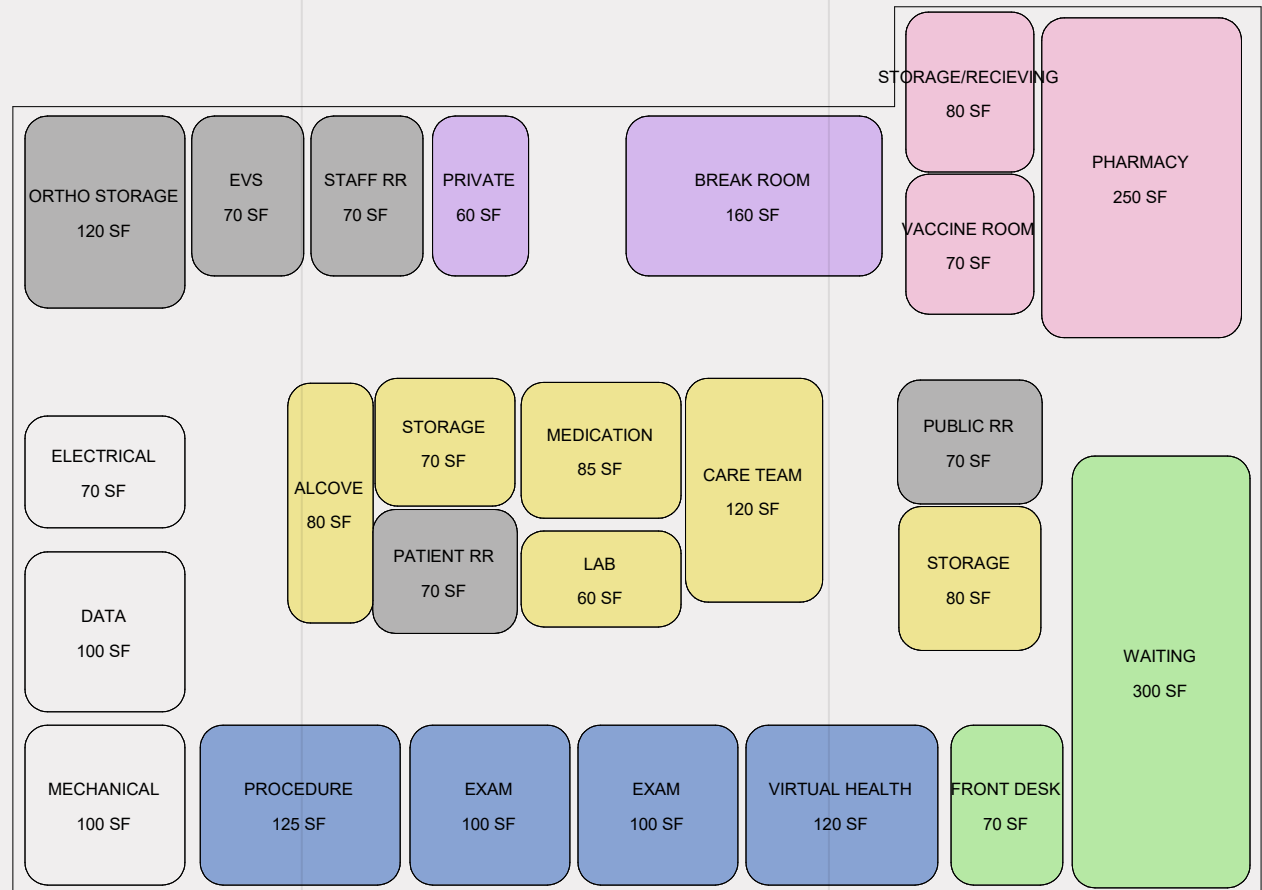 STORAGE/RECIEVING
80 SF
PHARMACY
250 SF
ORTHO STORAGE
120 SF
EVS
70 SF
STAFF RR
70 SF
PRIVATE
60 SF
BREAK ROOM
160 SF
VACCINE ROOM
70 SF
ELECTRICAL
70 SF
ALCOVE
80 SF
STORAGE
70 SF
MEDICATION
85 SF
CARE TEAM
120 SF
PUBLIC RR
70 SF
PATIENT RR
70 SF
LAB
60 SF
STORAGE
80 SF
DATA
100 SF
WAITING
300 SF
MECHANICAL
100 SF
PROCEDURE
125 SF
EXAM
100 SF
EXAM
100 SF
VIRTUAL HEALTH
120 SF
FRONT DESK
70 SF